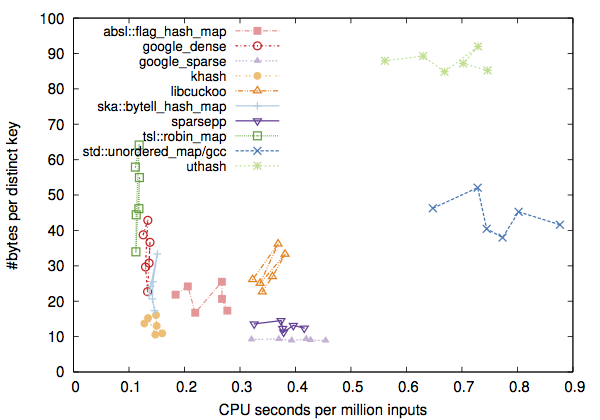 100
90
80
70
60
50
40
30
20
10
0
#bytes per distinct key
absl::flag_hash_map
google_dense
google_sparse
khash
libcuckoo
ska::bytell_hash_map
sparsepp
tsl::robin_map
std::unordered_map/gcc
uthash
0 0.1 0.2 0.3 0.4 0.5 0.6 0.7 0.8 0.9
CPU seconds per million inputs